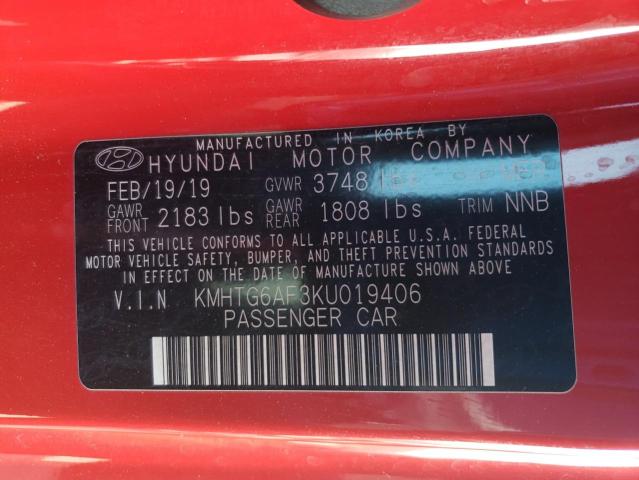 MANUFACTURED IN KOREA BY
HYUNDAI MOTOR COMPANY
FEB/19/19 GVWR 3748 lbs
GAWR FRONT 2183 lbs GAWR REAR 1808 lbs TRIM NNB
THIS VEHICLE CONFORMS TO ALL APPLICABLE U.S.A. FEDERAL
MOTOR VEHICLE SAFETY, BUMPER, AND THEFT PREVENTION STANDARDS
IN EFFECT ON THE DATE OF MANUFACTURE SHOWN ABOVE
V.I.N KMHTG6AF3KU019406
PASSENGER CAR